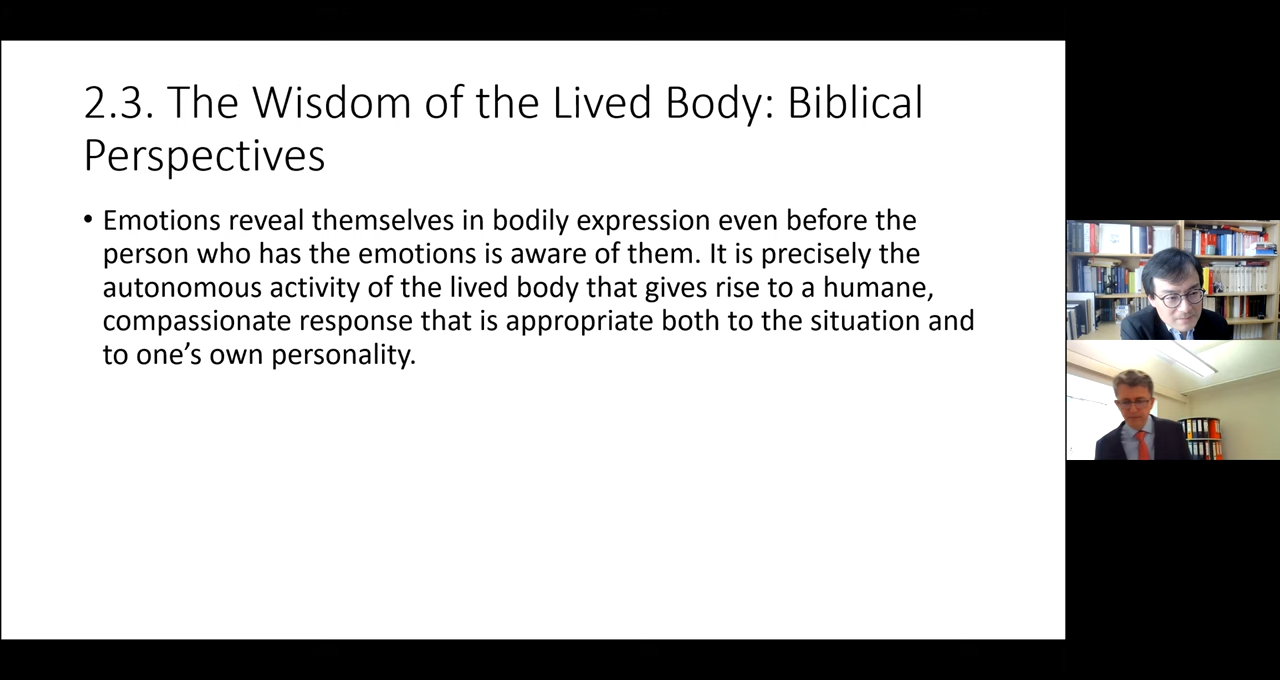 2.3. The Wisdom of the Lived Body: Biblical
Perspectives
• Emotions reveal themselves in bodily expression even before the
person who has the emotions is aware of them. It is precisely the
autonomous activity of the lived body that gives rise to a humane,
compassionate response that is appropriate both to the situation and
to one’s own personality.